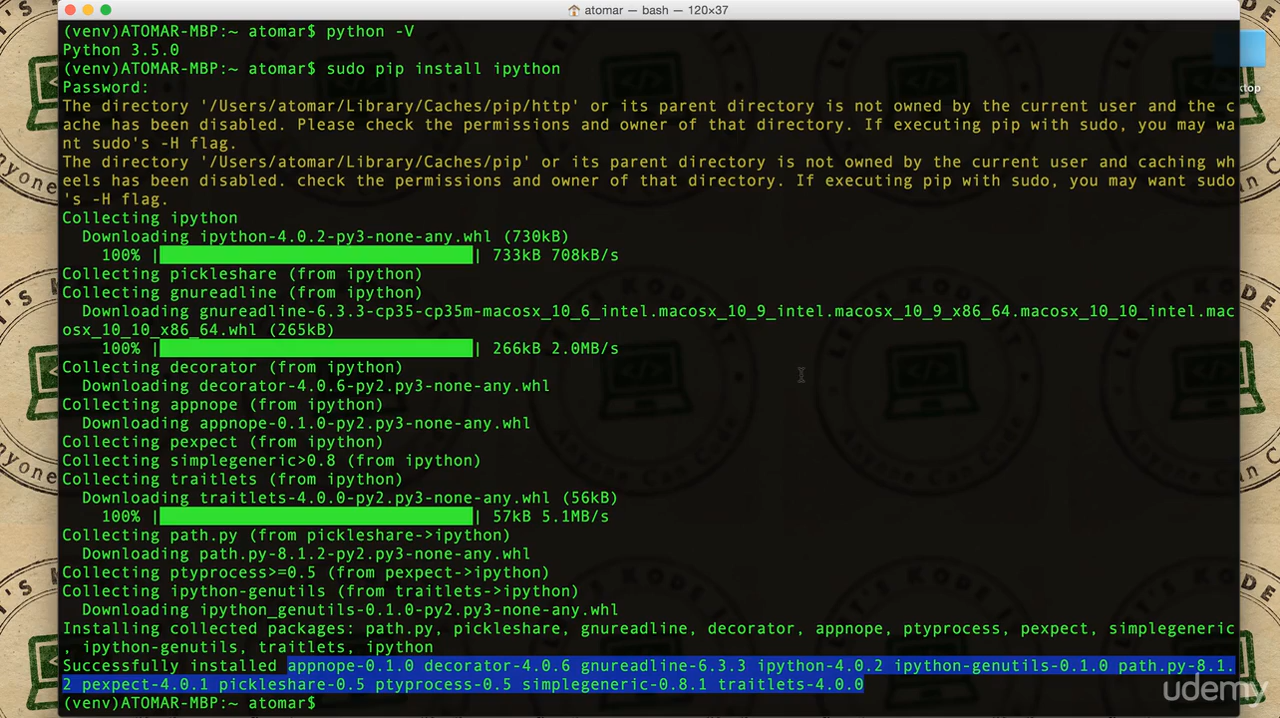 atomar — bash — 120×37
(venv)ATOMAR-MBP:~ atomar$ python -V
Python 3.5.0
(venv)ATOMAR-MBP:~ atomar$ sudo pip install ipython
Password:
The directory '/Users/atomar/Library/Caches/pip/http' or its parent directory is not owned by the current user and the c
ache has been disabled. Please check the permissions and owner of that directory. If executing pip with sudo, you may wa
nt sudo's -H flag.
The directory '/Users/atomar/Library/Caches/pip' or its parent directory is not owned by the current user and caching wh
eels has been disabled. check the permissions and owner of that directory. If executing pip with sudo, you may want sudo
's -H flag.
Collecting ipython
  Downloading ipython-4.0.2-py3-none-any.whl (730kB)
    100% |████████████████████████████████| 733kB 708kB/s
Collecting pickleshare (from ipython)
Collecting gnureadline (from ipython)
  Downloading gnureadline-6.3.3-cp35-cp35m-macosx_10_6_intel.macosx_10_9_intel.macosx_10_9_x86_64.macosx_10_10_intel.mac
osx_10_10_x86_64.whl (265kB)
    100% |████████████████████████████████| 266kB 2.0MB/s
Collecting decorator (from ipython)
  Downloading decorator-4.0.6-py2.py3-none-any.whl
Collecting appnope (from ipython)
  Downloading appnope-0.1.0-py2.py3-none-any.whl
Collecting pexpect (from ipython)
Collecting simplegeneric>0.8 (from ipython)
Collecting traitlets (from ipython)
  Downloading traitlets-4.0.0-py2.py3-none-any.whl (56kB)
    100% |████████████████████████████████| 57kB 5.1MB/s
Collecting path.py (from pickleshare->ipython)
  Downloading path.py-8.1.2-py2.py3-none-any.whl
Collecting ptyprocess>=0.5 (from pexpect->ipython)
Collecting ipython-genutils (from traitlets->ipython)
  Downloading ipython_genutils-0.1.0-py2.py3-none-any.whl
Installing collected packages: path.py, pickleshare, gnureadline, decorator, appnope, ptyprocess, pexpect, simplegeneric
, ipython-genutils, traitlets, ipython
Successfully installed appnope-0.1.0 decorator-4.0.6 gnureadline-6.3.3 ipython-4.0.2 ipython-genutils-0.1.0 path.py-8.1.
2 pexpect-4.0.1 pickleshare-0.5 ptyprocess-0.5 simplegeneric-0.8.1 traitlets-4.0.0
(venv)ATOMAR-MBP:~ atomar$
udemy